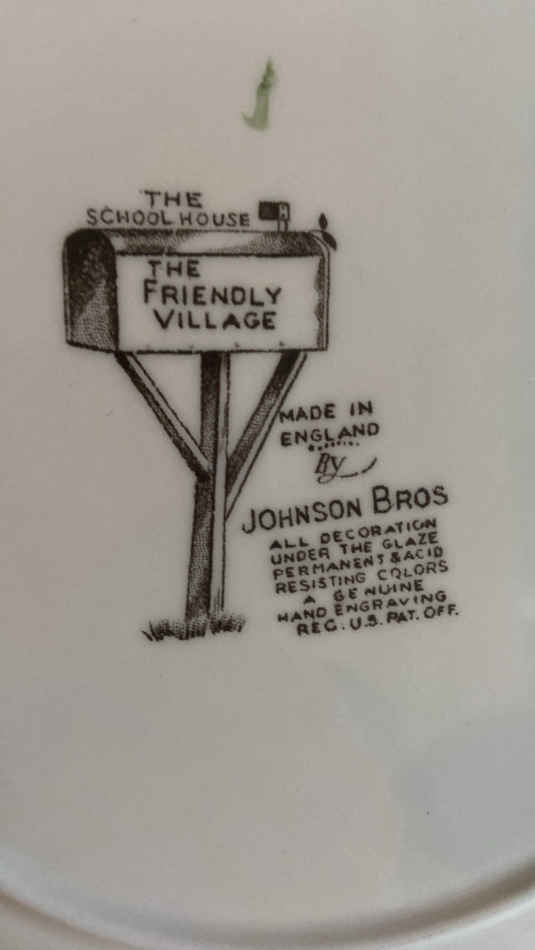 THE
SCHOOL HOUSE
THE
FRIENDLY
VILLAGE
MADE IN
ENGLAND
By
JOHNSON BROS
ALL DECORATION
UNDER THE GLAZE
PERMANENT & ACID
RESISTING COLORS
A GENUINE
HAND ENGRAVING
REG. U.S. PAT. OFF.